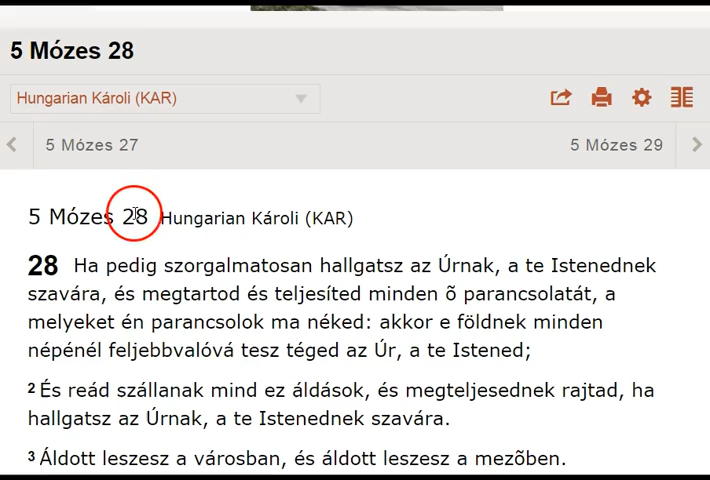 5 Mózes 28
Hungarian Károli (KAR)
5 Mózes 27
5 Mózes 29
5 Mózes 28 Hungarian Károli (KAR)
28 Ha pedig szorgalmatosan hallgatsz az Úrnak, a te Istenednek
szavára, és megtartod és teljesíted minden õ parancsolatát, a
melyeket én parancsolok ma néked: akkor e földnek minden
népénél feljebbvalóvá tesz téged az Úr, a te Istened;
2 És reád szállanak mind ez áldások, és megteljesednek rajtad, ha
hallgatsz az Úrnak, a te Istenednek szavára.
3 Áldott leszesz a városban, és áldott leszesz a mezõben.